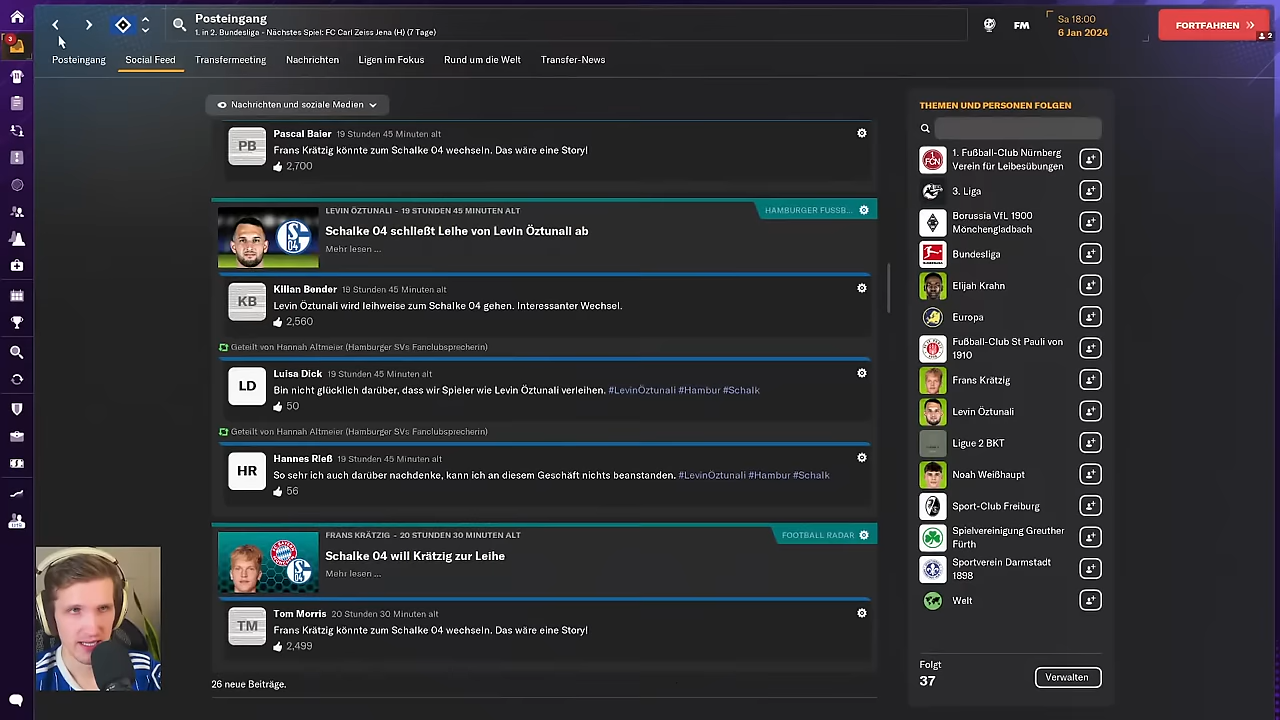 Posteingang
1. in 2. Bundesliga - Nächstes Spiel: FC Carl Zeiss Jena (H) (7 Tage)
FM
Sa 18:00
6 Jan 2024
FORTFAHREN
3
2
Posteingang
Social Feed
Transfermeeting
Nachrichten
Ligen im Fokus
Rund um die Welt
Transfer-News
Nachrichten und soziale Medien
PB
Pascal Baier 19 Stunden 45 Minuten alt
Frans Krätzig könnte zum Schalke 04 wechseln. Das wäre eine Story!
2,700
LEVIN ÖZTUNALI - 19 STUNDEN 45 MINUTEN ALT
HAMBURGER FUSSB...
Schalke 04 schließt Leihe von Levin Öztunali ab
Mehr lesen ...
KB
Kilian Bender 19 Stunden 45 Minuten alt
Levin Öztunali wird leihweise zum Schalke 04 gehen. Interessanter Wechsel.
2,560
Geteilt von Hannah Altmeier (Hamburger SVs Fanclubsprecherin)
LD
Luisa Dick 19 Stunden 45 Minuten alt
Bin nicht glücklich darüber, dass wir Spieler wie Levin Öztunali verleihen. #LevinÖztunali #Hambur #Schalk
50
Geteilt von Hannah Altmeier (Hamburger SVs Fanclubsprecherin)
HR
Hannes Rieß 19 Stunden 45 Minuten alt
So sehr ich auch darüber nachdenke, kann ich an diesem Geschäft nichts beanstanden. #LevinÖztunali #Hambur #Schalk
56
FRANS KRÄTZIG - 20 STUNDEN 30 MINUTEN ALT
FOOTBALL RADAR
Schalke 04 will Krätzig zur Leihe
Mehr lesen ...
TM
Tom Morris 20 Stunden 30 Minuten alt
Frans Krätzig könnte zum Schalke 04 wechseln. Das wäre eine Story!
2,499
26 neue Beiträge.
THEMEN UND PERSONEN FOLGEN
1. Fußball-Club Nürnberg
Verein für Leibesübungen
3. Liga
Borussia VfL 1900
Mönchengladbach
Bundesliga
Elijah Krahn
Europa
Fußball-Club St Pauli von
1910
Frans Krätzig
Levin Öztunali
Ligue 2 BKT
Noah Weißhaupt
Sport-Club Freiburg
Spielvereinigung Greuther
Fürth
Sportverein Darmstadt
1898
Welt
Folgt
37
Verwalten